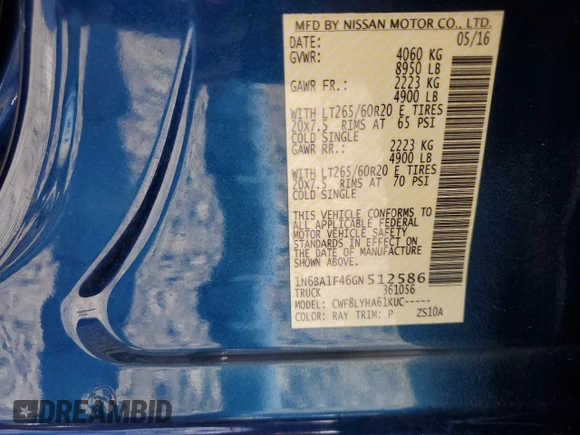 MFD BY NISSAN MOTOR CO., LTD.
DATE: 05/16
GVWR: 4060 KG
8950 LB
GAWR FR.: 2223 KG
4900 LB
WITH LT265/60R20 E TIRES
20X7.5 RIMS AT 65 PSI
COLD SINGLE
GAWR RR.: 2223 KG
4900 LB
WITH LT265/60R20 E TIRES
20X7.5 RIMS AT 70 PSI
COLD SINGLE
THIS VEHICLE CONFORMS TO
ALL APPLICABLE FEDERAL
MOTOR VEHICLE SAFETY
STANDARDS IN EFFECT ON
THE DATE OF MANUFACTURE
SHOWN ABOVE.
1N6BA1F46GN512586
TRUCK 361056
MODEL: CWF8LYHA61KUC-----
COLOR: RAY TRIM: P ZS10A
DREAMBID